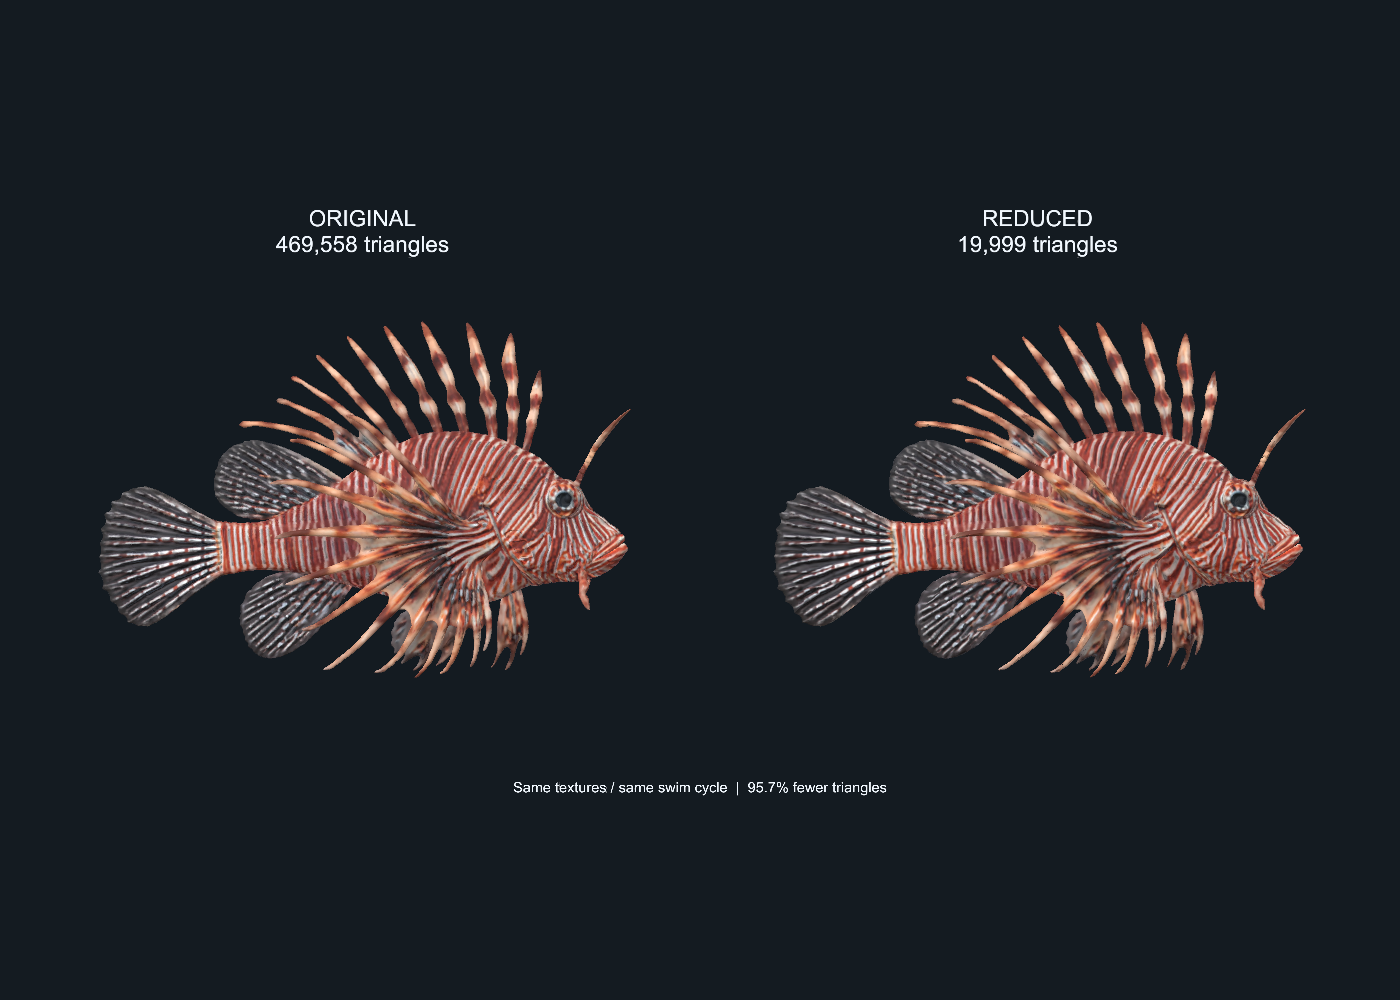 ORIGINAL
469,558 triangles
REDUCED
19,999 triangles
Same textures / same swim cycle | 95.7% fewer triangles